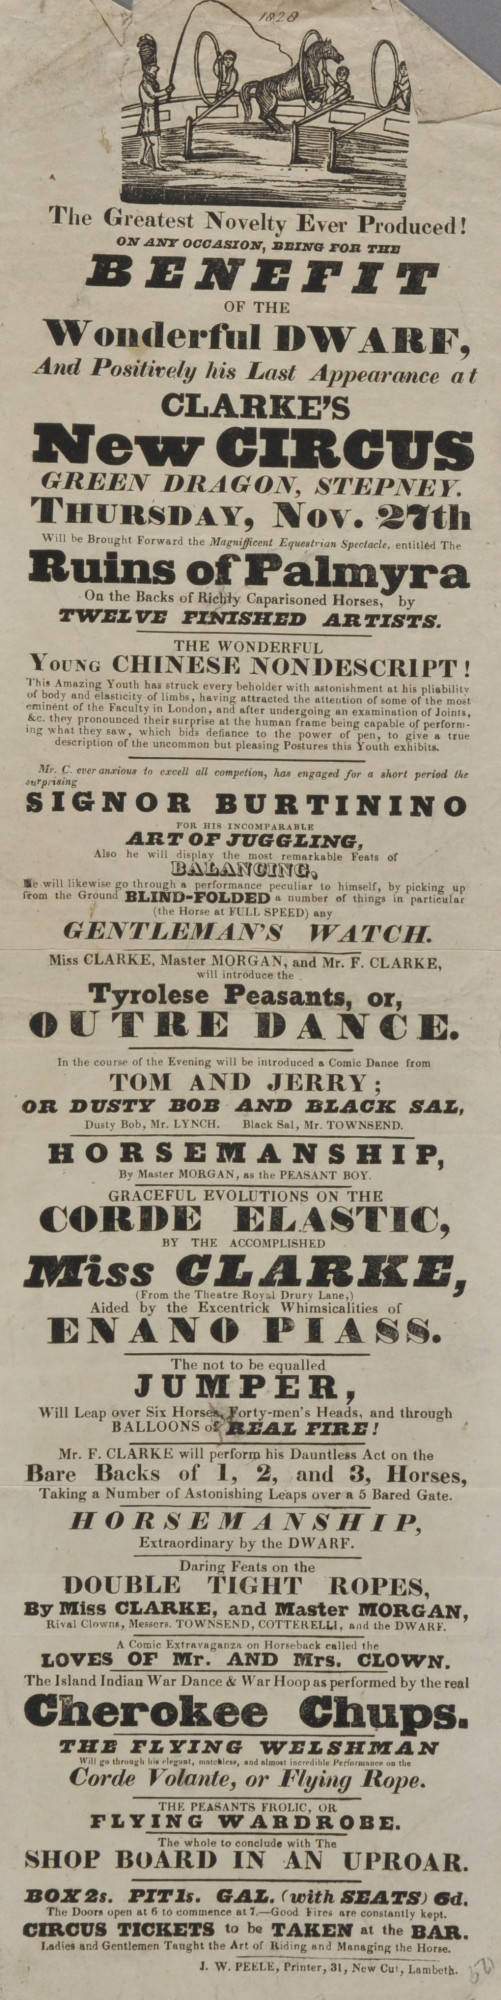 1828
The Greatest Novelty Ever Produced!
ON ANY OCCASION, BEING FOR THE
BENEFIT
OF THE
Wonderful DWARF,
And Positively his Last Appearance at
CLARKE'S
New CIRCUS
GREEN DRAGON, STEPNEY.
THURSDAY, Nov. 27th
Will be Brought Forward the Magnifficent Equestrian Spectacle, entitled The
Ruins of Palmyra
On the Backs of Richly Caparisoned Horses, by
TWELVE FINISHED ARTISTS.
THE WONDERFUL
YOUNG CHINESE NONDESCRIPT!
This Amazing Youth has struck every beholder with astonishment at his pliability
of body and elasticity of limbs, having attracted the attention of some of the most
eminent of the Faculty in London, and after undergoing an examination of Joints,
&c. they pronounced their surprise at the human frame being capable of perform-
ing what they saw, which bids defiance to the power of pen, to give a true
description of the uncommon but pleasing Postures this Youth exhibits.
Mr. C. ever anxious to excell all competion, has engaged for a short period the
surprising
SIGNOR BURTININO
FOR HIS INCOMPARABLE
ART OF JUGGLING,
Also he will display the most remarkable Feats of
BALANCING,
He will likewise go through a performance peculiar to himself, by picking up
from the Ground BLIND-FOLDED a number of things in particular
(the Horse at FULL SPEED) any
GENTLEMAN'S WATCH.
Miss CLARKE, Master MORGAN, and Mr. F. CLARKE,
will introduce the
Tyrolese Peasants, or,
OUTRE DANCE.
In the course of the Evening will be introduced a Comic Dance from
TOM AND JERRY;
OR DUSTY BOB AND BLACK SAL,
Dusty Bob, Mr. LYNCH. Black Sal, Mr. TOWNSEND.
HORSEMANSHIP,
By Master MORGAN, as the PEASANT BOY.
GRACEFUL EVOLUTIONS ON THE
CORDE ELASTIC,
BY THE ACCOMPLISHED
Miss CLARKE,
(From the Theatre Royal Drury Lane,)
Aided by the Excentrick Whimsicalities of
ENANO PIASS.
The not to be equalled
JUMPER,
Will Leap over Six Horses, Forty-men's Heads, and through
BALLOONS of REAL FIRE!
Mr. F. CLARKE will perform his Dauntless Act on the
Bare Backs of 1, 2, and 3, Horses,
Taking a Number of Astonishing Leaps over a 5 Bared Gate.
HORSEMANSHIP,
Extraordinary by the DWARF.
Daring Feats on the
DOUBLE TIGHT ROPES,
By Miss CLARKE, and Master MORGAN,
Rival Clowns, Messers. TOWNSEND, COTTERELLI, and the DWARF.
A Comic Extravaganza on Horseback called the
LOVES OF Mr. AND Mrs. CLOWN.
The Island Indian War Dance & War Hoop as performed by the real
Cherokee Chups.
THE FLYING WELSHMAN
Will go through his elegant, matchless, and almost incredible Performance on the
Corde Volante, or Flying Rope.
THE PEASANTS FROLIC, OR
FLYING WARDROBE.
The whole to conclude with The
SHOP BOARD IN AN UPROAR.
BOX 2s. PIT 1s. GAL. (with SEATS) 6d.
The Doors open at 6 to commence at 7.—Good Fires are constantly kept.
CIRCUS TICKETS to be TAKEN at the BAR.
Ladies and Gentlemen Taught the Art of Riding and Managing the Horse.
J. W. PEELE, Printer, 31, New Cut, Lambeth.